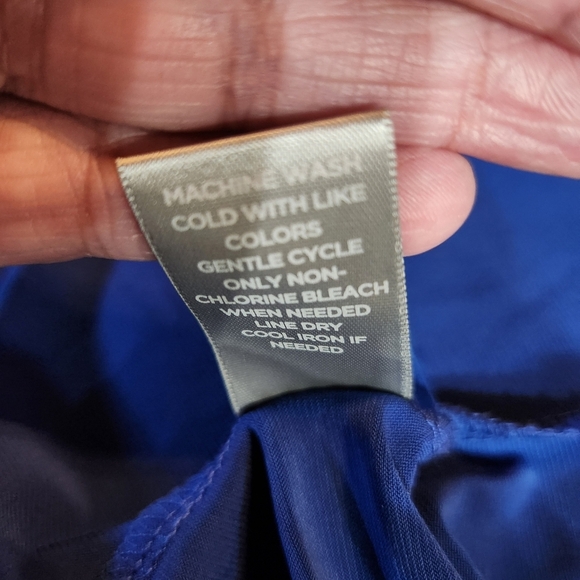 MACHINE WASH
COLD WITH LIKE
COLORS
GENTLE CYCLE
ONLY NON-
CHLORINE BLEACH
WHEN NEEDED
LINE DRY
COOL IRON IF
NEEDED